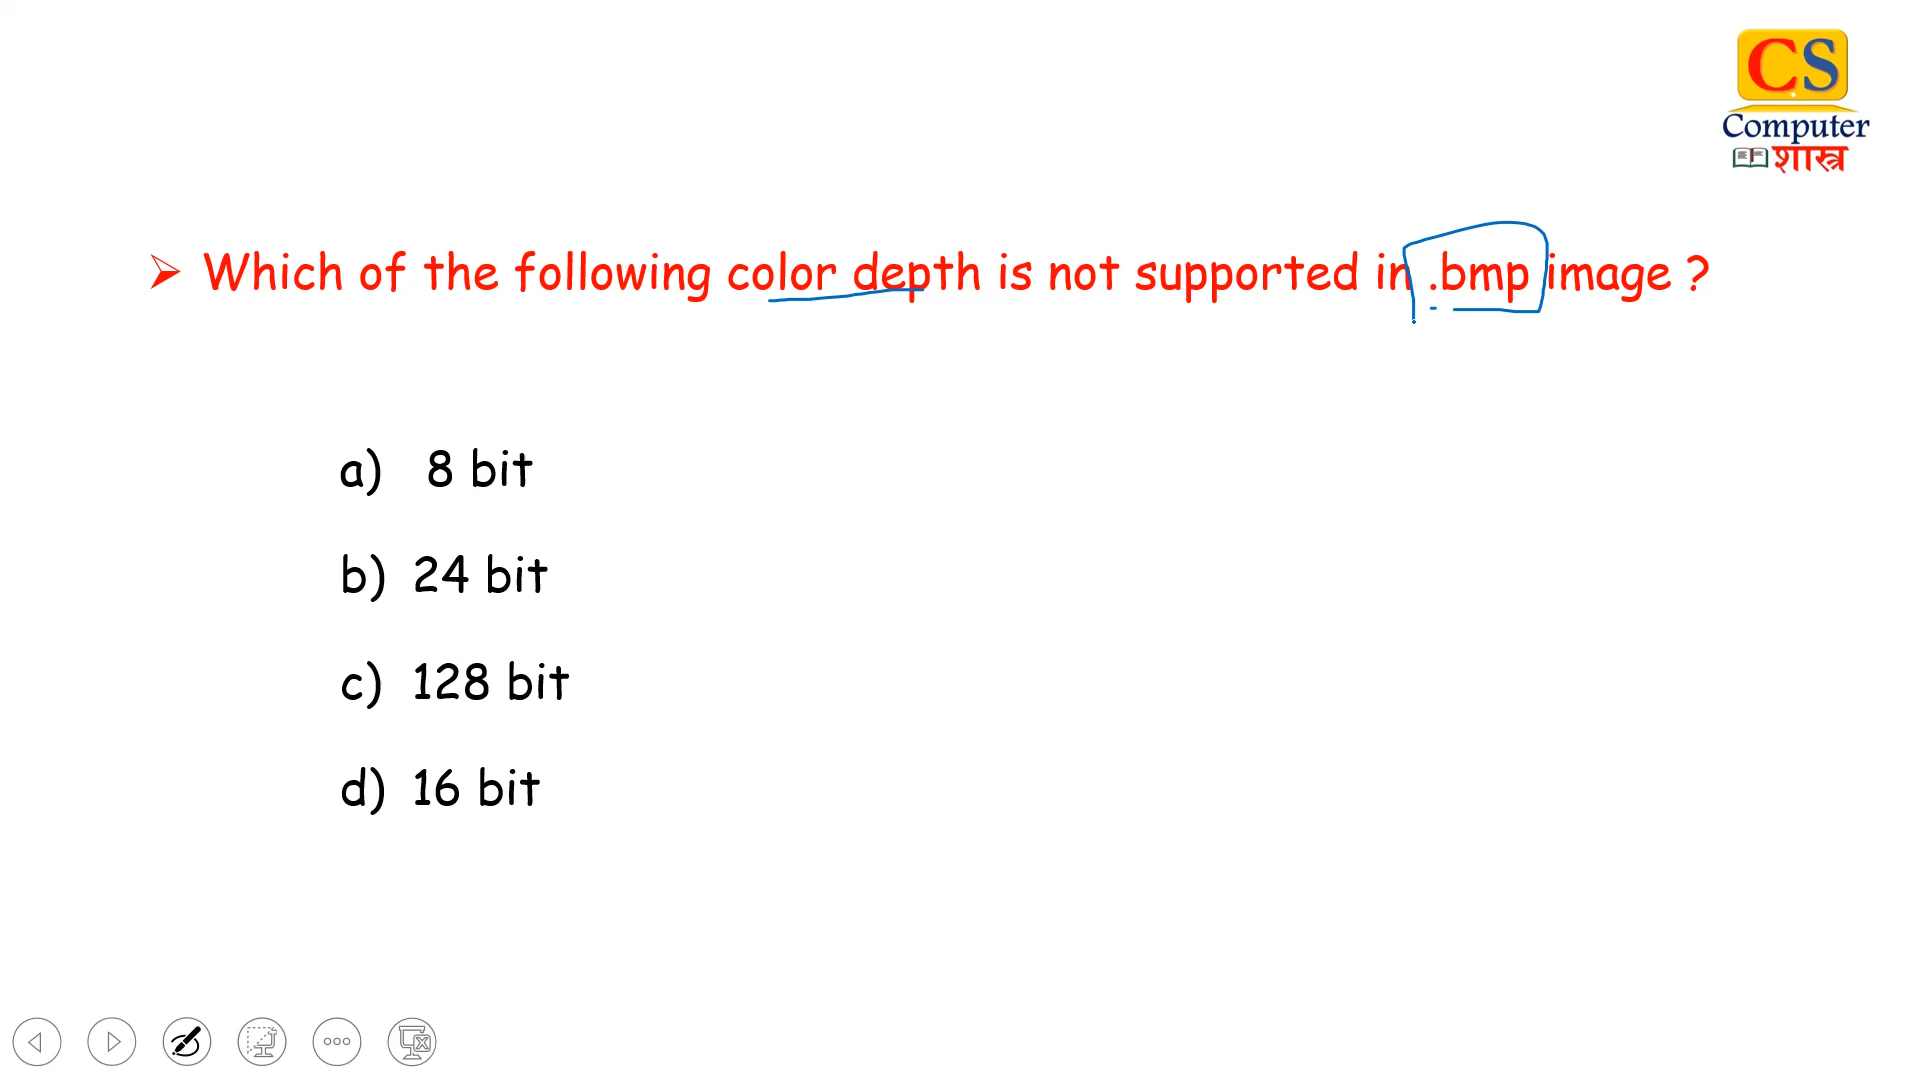 CS
Computer
शास्त्र
➢ Which of the following color depth is not supported in .bmp image ?
a) 8 bit
b) 24 bit
c) 128 bit
d) 16 bit